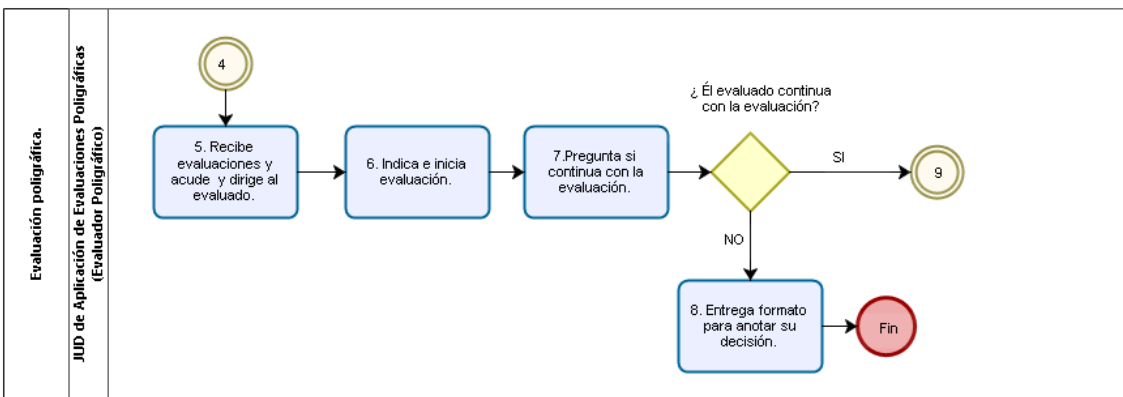 Evaluación poligráfica.
JUD de Aplicación de Evaluaciones Poligráficas
(Evaluador Poligráfico)
4
5. Recibe
evaluaciones y
acude y dirige al
evaluado.
6. Indica e inicia
evaluación.
7.Pregunta si
continua con la
evaluación.
¿ Él evaluado continua
con la evaluación?
SI
9
NO
8. Entrega formato
para anotar su
decisión.
Fin